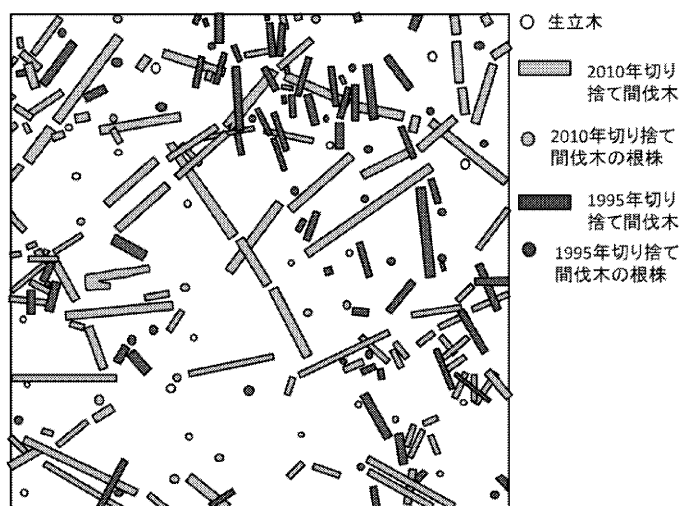 生立木
2010年切り
捨て間伐木
2010年切り捨て
間伐木の根株
1995年切り
捨て間伐木
1995年切り捨て
間伐木の根株